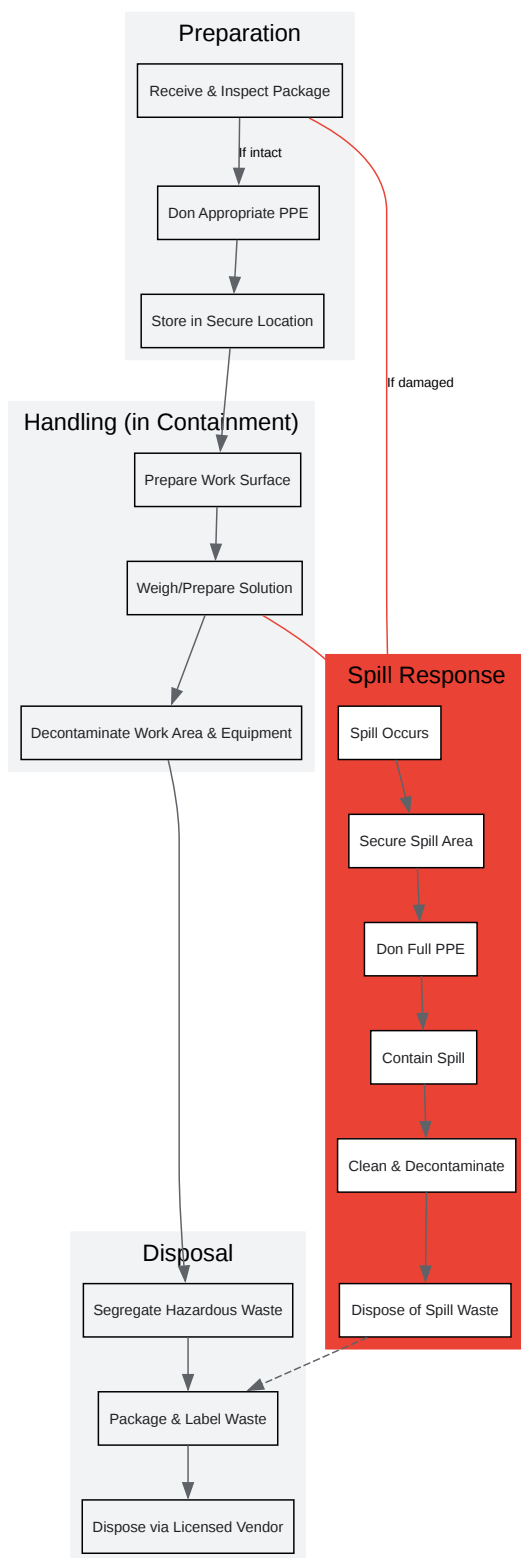 Preparation
Receive & Inspect Package
If intact
Don Appropriate PPE
Store in Secure Location
If damaged
Handling (in Containment)
Prepare Work Surface
Weigh/Prepare Solution
Decontaminate Work Area & Equipment
Spill Response
Spill Occurs
Secure Spill Area
Don Full PPE
Contain Spill
Clean & Decontaminate
Dispose of Spill Waste
Disposal
Segregate Hazardous Waste
Package & Label Waste
Dispose via Licensed Vendor